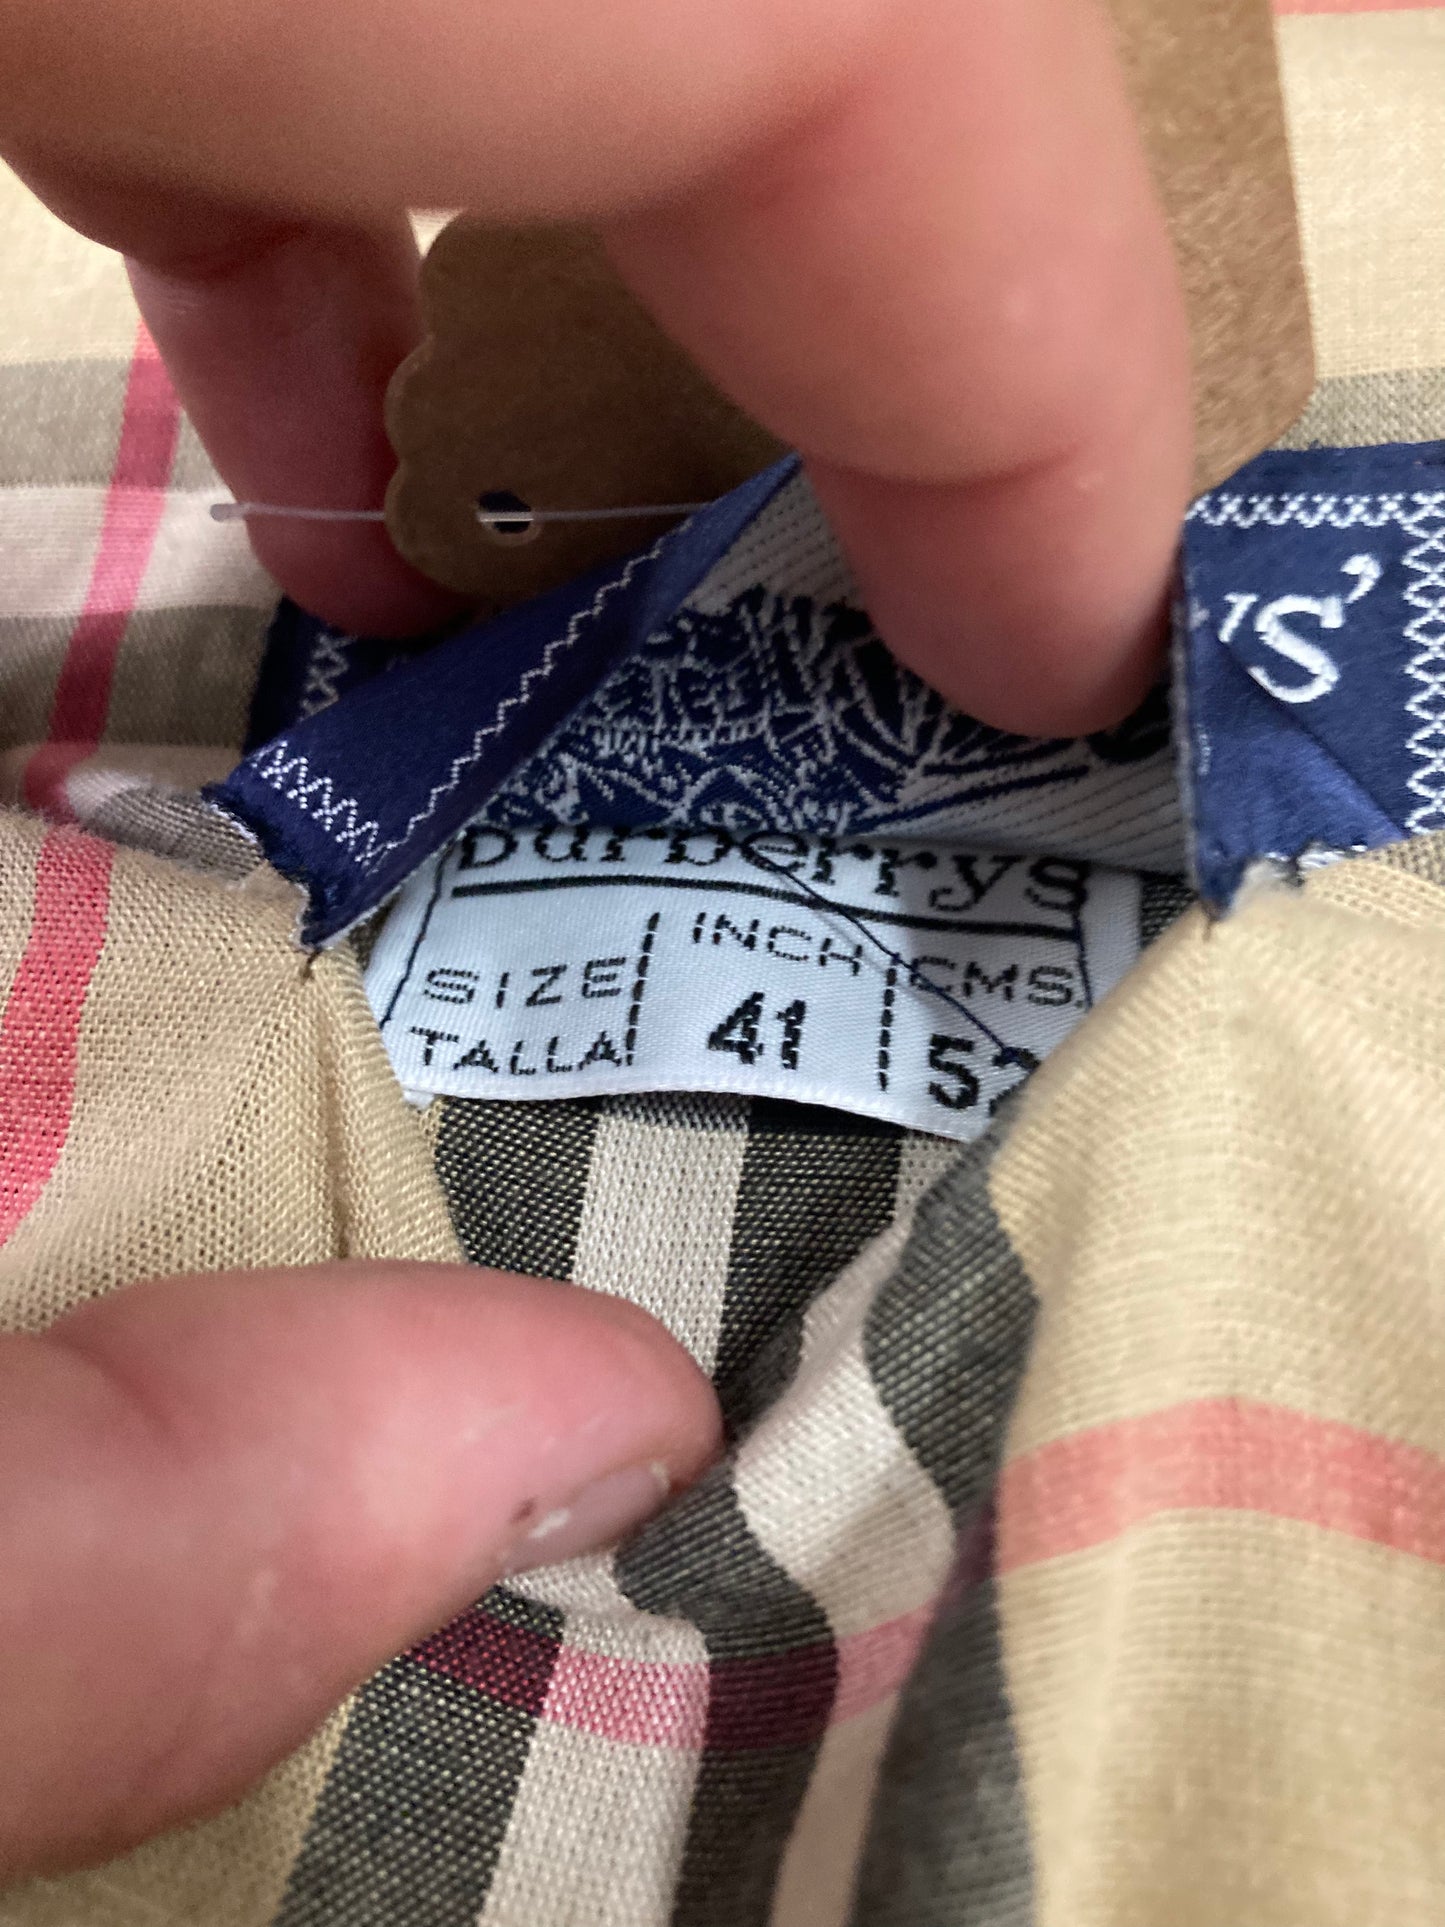 's'
Burberrys
SIZE INCH CMS.
TALLA 41